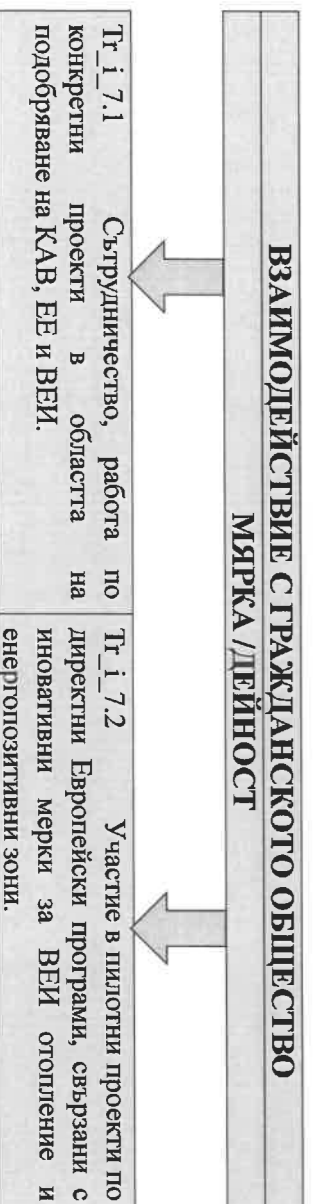 ВЗАИМОДЕЙСТВИЕ С ГРАЖДАНСКОТО ОБЩЕСТВО
МЯРКА /ДЕЙНОСТ
Tr_i_7.1 Сътрудничество, работа по
конкретни проекти в областта на
подобряване на КАВ, ЕЕ и ВЕИ.
Tr_i_7.2 Участие в пилотни проекти по
директни Европейски програми, свързани с
иновативни мерки за ВЕИ отопление и
енергопозитивни зони.